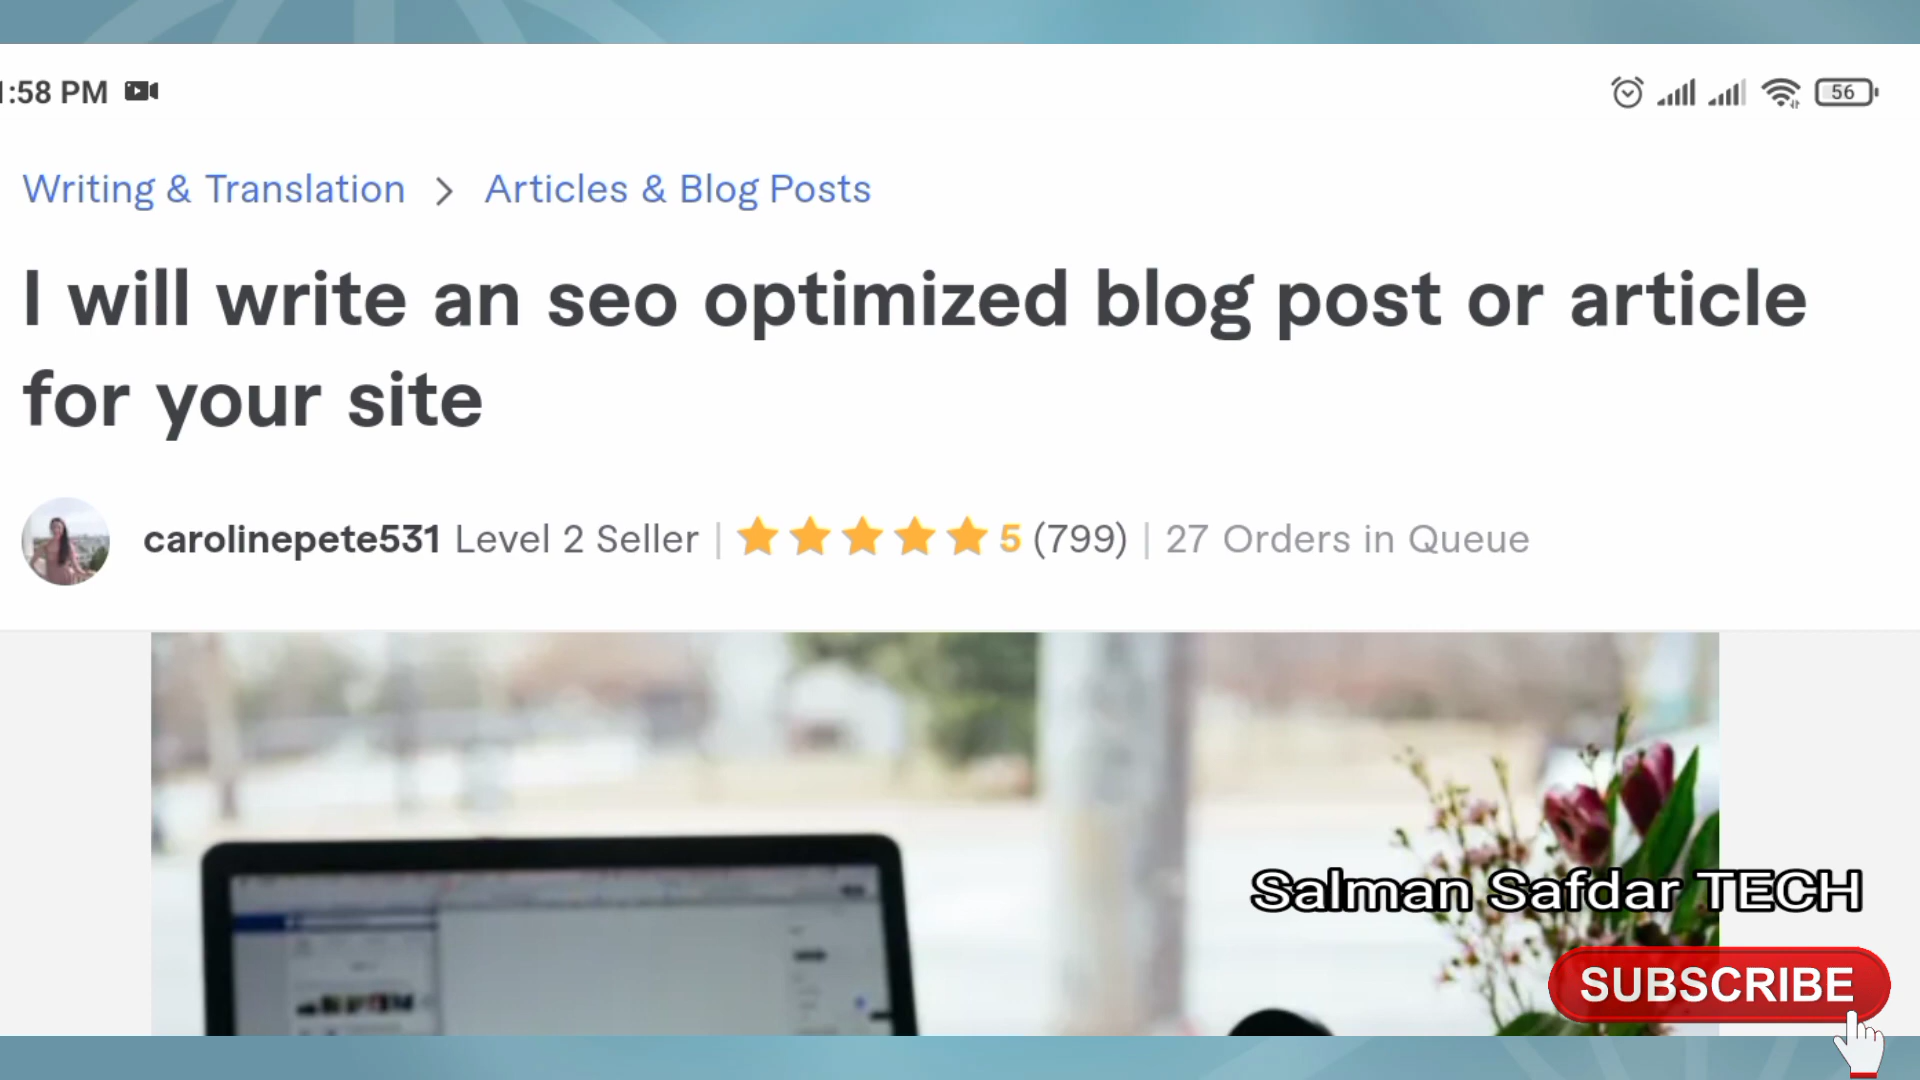 :58 PM
56
Writing & Translation > Articles & Blog Posts
I will write an seo optimized blog post or article
for your site
carolinepete531 Level 2 Seller | 5 (799) | 27 Orders in Queue
Salman Safdar TECH
SUBSCRIBE